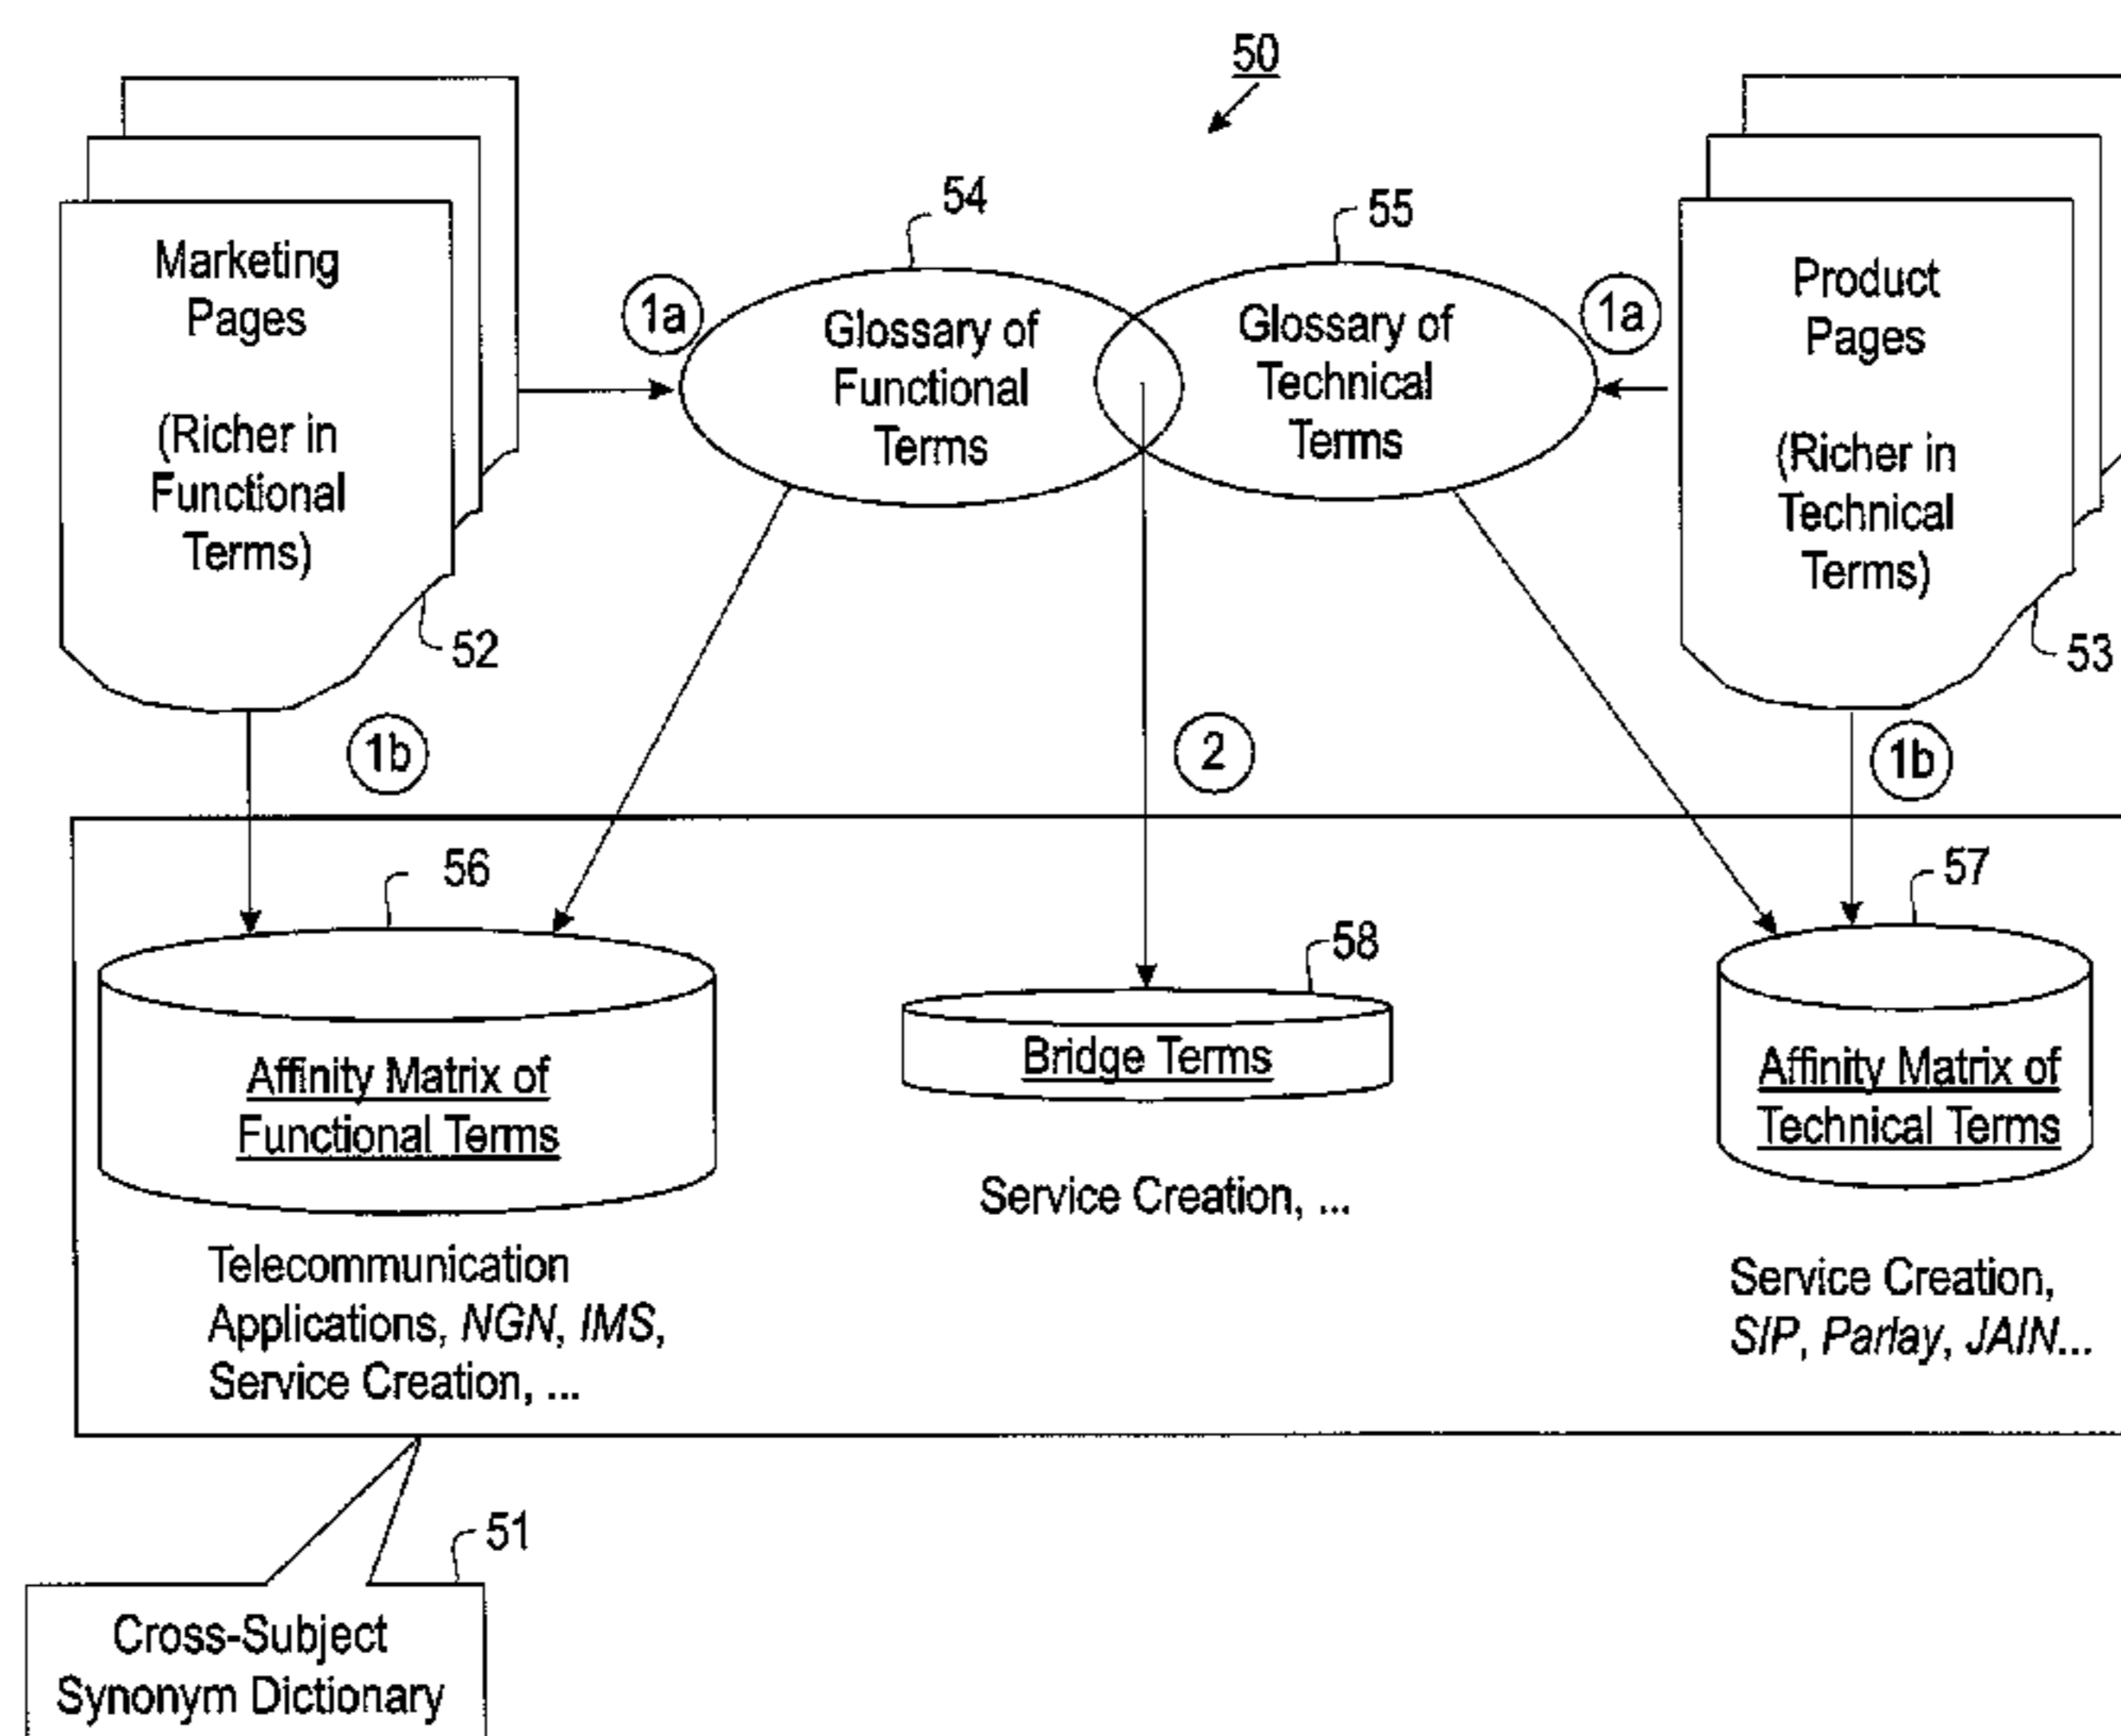 50
54
55
Marketing
Pages
(Richer in
Functional
Terms)
52
1a
Glossary of
Functional
Terms
Glossary of
Technical
Terms
1a
Product
Pages
(Richer in
Technical
Terms)
53
1b
2
1b
56
58
57
Affinity Matrix of
Functional Terms
Bridge Terms
Affinity Matrix of
Technical Terms
Telecommunication
Applications, NGN, IMS,
Service Creation, ...
Service Creation, ...
Service Creation,
SIP, Parlay, JAIN...
51
Cross-Subject
Synonym Dictionary